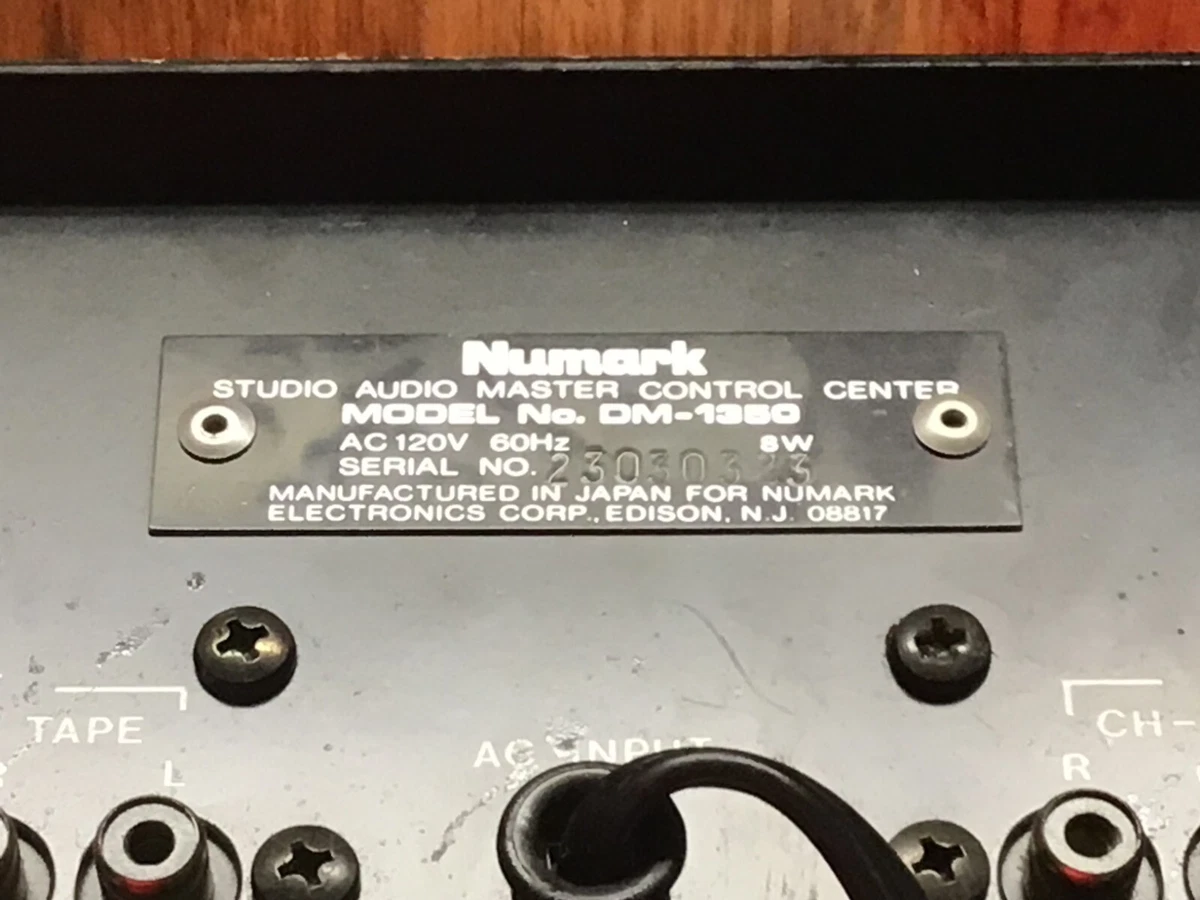 Numark
STUDIO AUDIO MASTER CONTROL CENTER
MODEL No. DM-1350
AC 120V 60Hz 8W
SERIAL NO. 23030323
MANUFACTURED IN JAPAN FOR NUMARK
ELECTRONICS CORP., EDISON, N.J. 08817
TAPE
L
AC INPUT
CH-
R